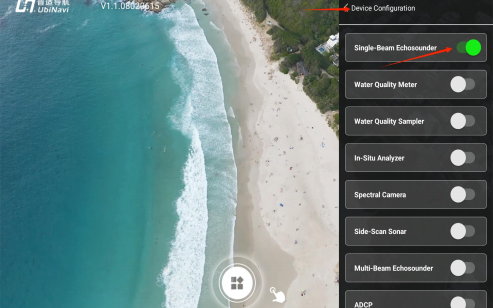 普适导航
UbiNavi
V1.1.08029615
Device Configuration
Single-Beam Echosounder
Water Quality Meter
Water Quality Sampler
In-Situ Analyzer
Spectral Camera
Side-Scan Sonar
Multi-Beam Echosounder
ADCP